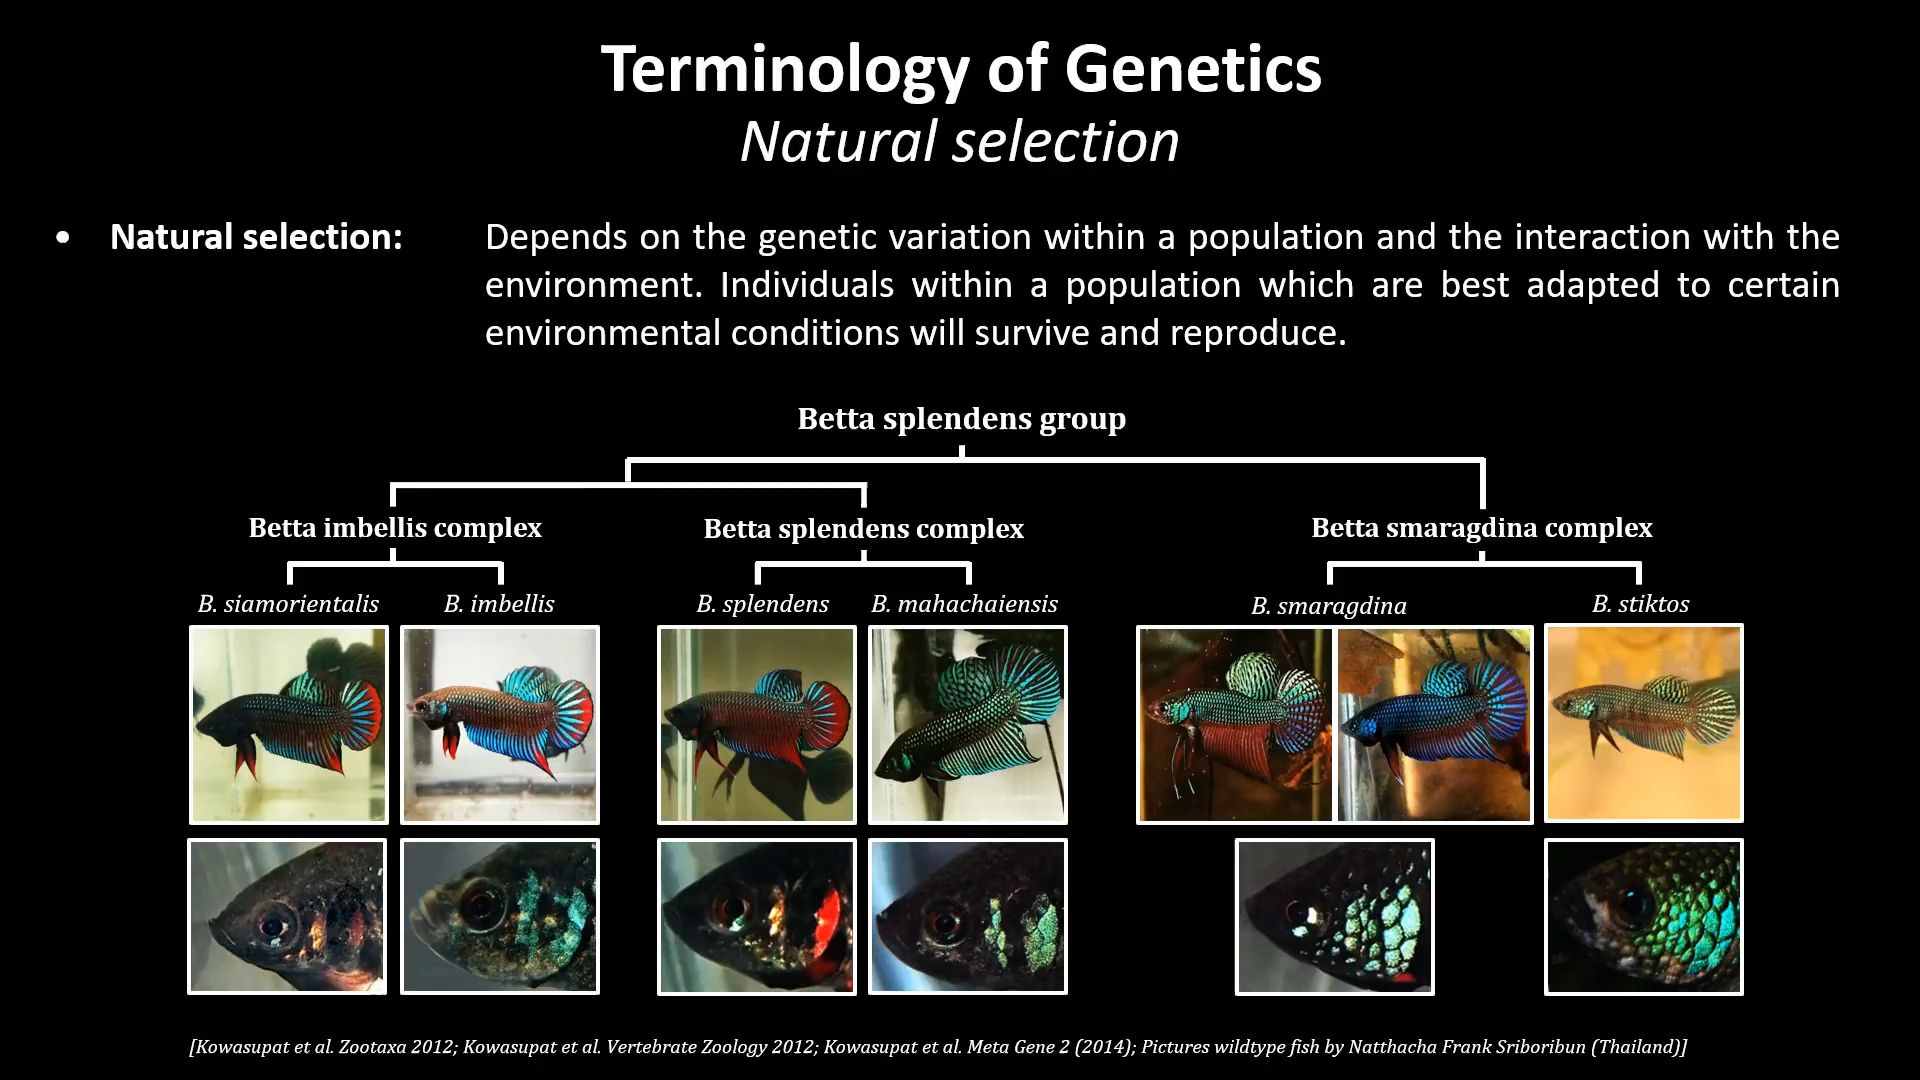 Terminology of Genetics
Natural selection
• Natural selection: Depends on the genetic variation within a population and the interaction with the
environment. Individuals within a population which are best adapted to certain
environmental conditions will survive and reproduce.
Betta splendens group
Betta imbellis complex
Betta splendens complex
Betta smaragdina complex
B. siamorientalis
B. imbellis
B. splendens
B. mahachaiensis
B. smaragdina
B. stiktos
[Kowasupat et al. Zootaxa 2012; Kowasupat et al. Vertebrate Zoology 2012; Kowasupat et al. Meta Gene 2 (2014); Pictures wildtype fish by Natthacha Frank Sriboribun (Thailand)]